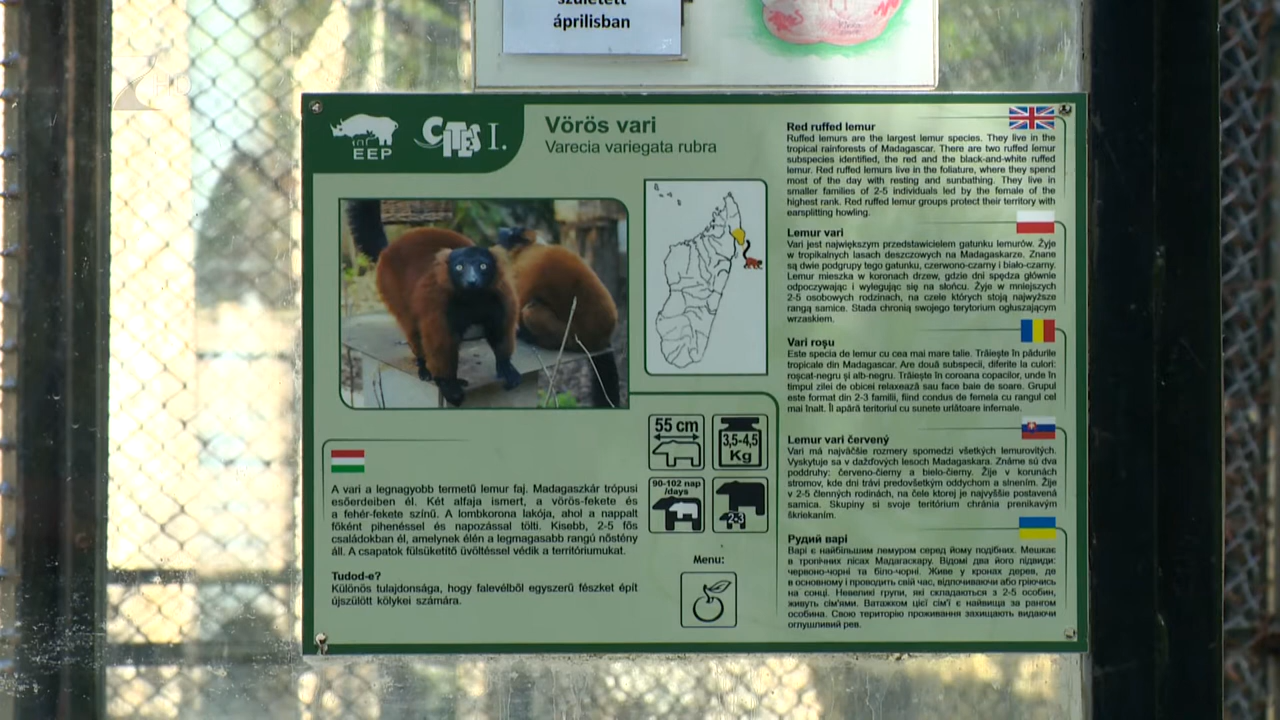 született
áprilisban
HD
EEP
CITES I.
Vörös vari
Varecia variegata rubra
55 cm
3,5-4,5
Kg
90-102 nap
/days
2-3
Menu:
A vari a legnagyobb termetű lemur faj. Madagaszkár trópusi
esőerdeiben él. Két alfaja ismert, a vörös-fekete és
a fehér-fekete színű. A lombkorona lakója, ahol a nappalt
főként pihenéssel és napozással tölti. Kisebb, 2-5 fős
családokban él, amelynek élén a legmagasabb rangú nőstény
áll. A csapatok fülsüketítő üvöltéssel védik a territóriumukat.
Tudod-e?
Különös tulajdonsága, hogy falevélből egyszerű fészket épít
újszülött kölykei számára.
Red ruffed lemur
Ruffed lemurs are the largest lemur species. They live in the
tropical rainforests of Madagascar. There are two ruffed lemur
subspecies identified, the red and the black-and-white ruffed
lemur. Red ruffed lemurs live in the foliature, where they spend
most of the day with resting and sunbathing. They live in
smaller families of 2-5 individuals led by the female of the
highest rank. Red ruffed lemur groups protect their territory with
earsplitting howling.
Lemur vari
Vari jest największym przedstawicielem gatunku lemurów. Żyje
w tropikalnych lasach deszczowych na Madagaskarze. Znane
są dwie podgrupy tego gatunku, czerwono-czarny i biało-czarny.
Lemur mieszka w koronach drzew, gdzie dni spędza głównie
odpoczywając i wylegując się na słońcu. Żyje w mniejszych
2-5 osobowych rodzinach, na czele których stoją najwyższe
rangą samice. Stada chronią swojego terytorium ogłuszającym
wrzaskiem.
Vari roşu
Este specia de lemur cu cea mai mare talie. Trăieşte în pădurile
tropicale din Madagascar. Are două subspecii, diferite la culori:
roşcat-negru şi alb-negru. Trăieşte în coroana copacilor, unde în
timpul zilei de obicei relaxează sau face baie de soare. Grupul
este format din 2-3 familii, fiind condus de femela cu rangul cel
mai înalt. Îl apără teritoriul cu sunete urlătoare infernale.
Lemur vari červený
Vari má najväčšie rozmery spomedzi všetkých lemurovitých.
Vyskytuje sa v dažďových lesoch Madagaskara. Známe sú dva
poddruhy: červeno-čierny a bielo-čierny. Žije v korunách
stromov, kde dni trávi predovšetkým oddychom a slnením. Žije
v 2-5 členných rodinách, na čele ktorej je najvyššie postavená
samica. Skupiny si svoje teritórium chránia prenikavým
škriekaním.
Рудий варі
Варі є найбільшим лемуром серед йому подібних. Мешкає
в тропічних лісах Мадагаскару. Відомі два його підвиди:
червоно-чорні та біло-чорні. Живе у кронах дерев, де
в основному і проводить свій час, відпочиваючи або гріючись
на сонці. Невеликі групи, які складаються з 2-5 особин,
живуть сім'ями. Ватажком цієї сім'ї є найвища за рангом
особина. Свою територію проживання захищають видаючи
оглушливий рев.